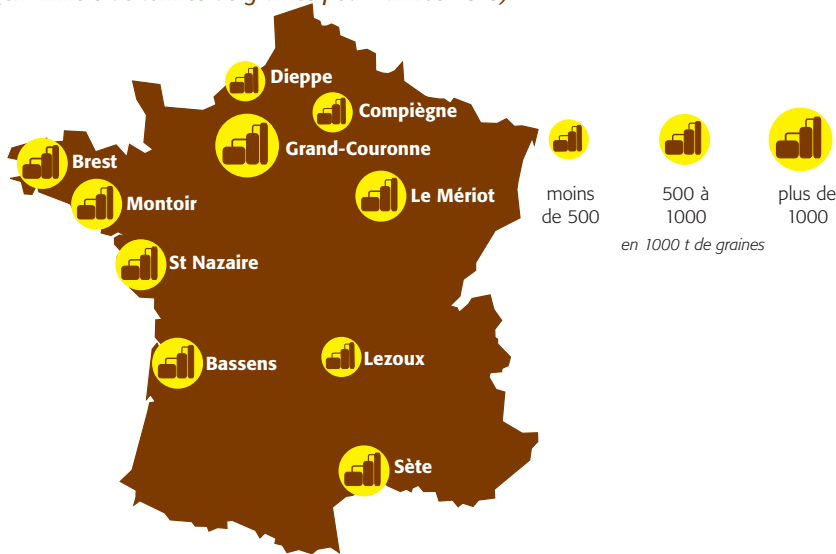 Dieppe
Compiègne
Grand-Couronne
Brest
Le Mériot
Montoir
St Nazaire
Bassens
Lezoux
Sète
moins
de 500
500 à
1000
plus de
1000
en 1000 t de graines